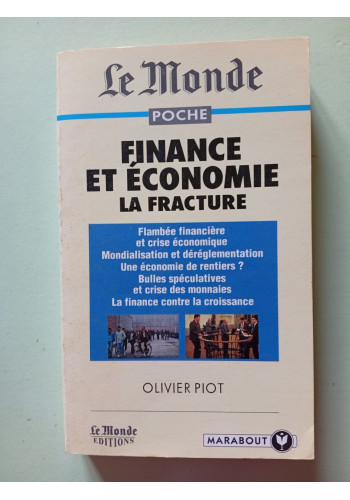 Le Monde
POCHE
FINANCE
ET ÉCONOMIE
LA FRACTURE
Flambée financière
et crise économique
Mondialisation et déréglementation
Une économie de rentiers ?
Bulles spéculatives
et crise des monnaies
La finance contre la croissance
OLIVIER PIOT
Le Monde
EDITIONS
MARABOUT